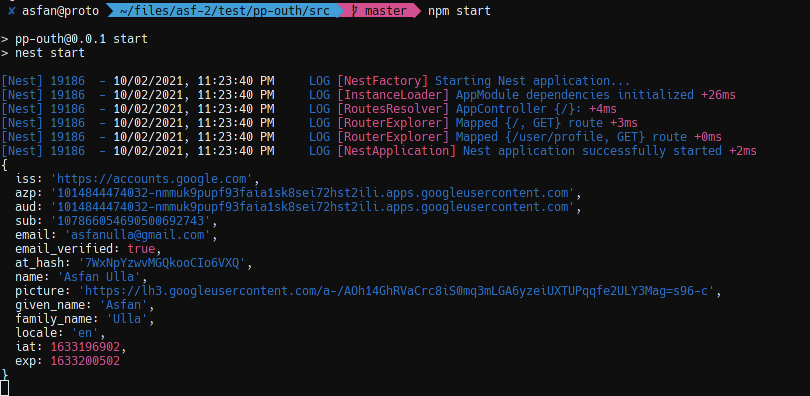 ✘ asfan@proto ~/files/asf-2/test/pp-outh/src master npm start
> pp-outh@0.0.1 start
> nest start
[Nest] 19186  - 10/02/2021, 11:23:40 PM     LOG [NestFactory] Starting Nest application...
[Nest] 19186  - 10/02/2021, 11:23:40 PM     LOG [InstanceLoader] AppModule dependencies initialized +26ms
[Nest] 19186  - 10/02/2021, 11:23:40 PM     LOG [RoutesResolver] AppController {/}: +4ms
[Nest] 19186  - 10/02/2021, 11:23:40 PM     LOG [RouterExplorer] Mapped {/, GET} route +3ms
[Nest] 19186  - 10/02/2021, 11:23:40 PM     LOG [RouterExplorer] Mapped {/user/profile, GET} route +0ms
[Nest] 19186  - 10/02/2021, 11:23:40 PM     LOG [NestApplication] Nest application successfully started +2ms
{
  iss: 'https://accounts.google.com',
  azp: '1014844474032-nmmuk9pupf93faia1sk8sei72hst2ili.apps.googleusercontent.com',
  aud: '1014844474032-nmmuk9pupf93faia1sk8sei72hst2ili.apps.googleusercontent.com',
  sub: '107866054690500692743',
  email: 'asfanulla@gmail.com',
  email_verified: true,
  at_hash: '7WxNpYzwvMGQkooCIo6VXQ',
  name: 'Asfan Ulla',
  picture: 'https://lh3.googleusercontent.com/a-/AOh14GhRVaCrc8iS0mq3mLGA6yzeiUXTUPqqfe2ULY3Mag=s96-c',
  given_name: 'Asfan',
  family_name: 'Ulla',
  locale: 'en',
  iat: 1633196902,
  exp: 1633200502
}